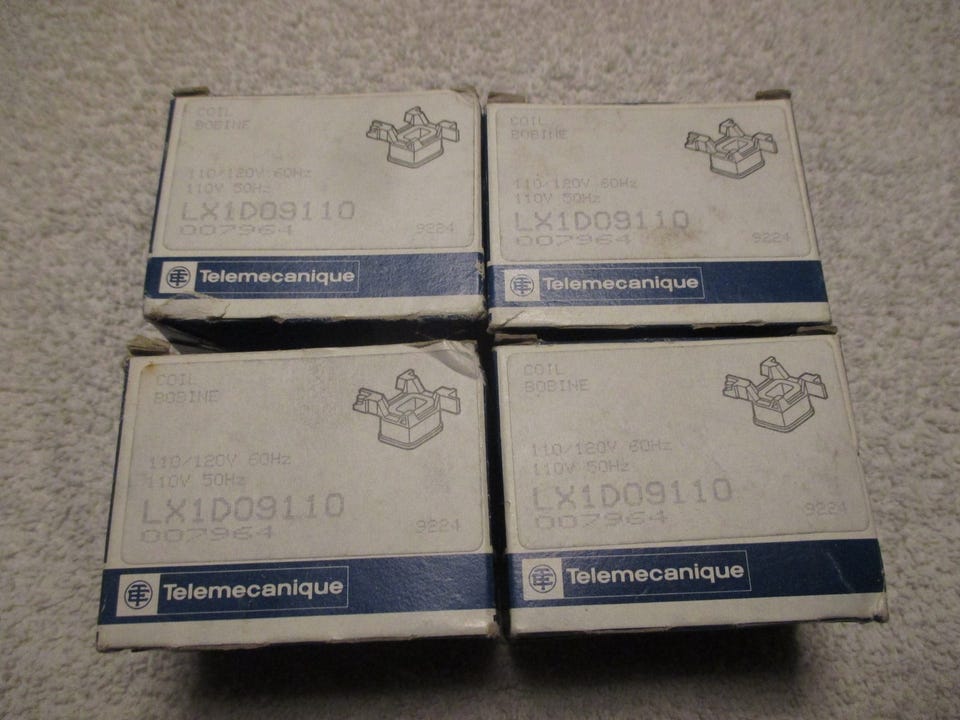 COIL
BOBINE
110/120V 60Hz
110V 50Hz
LX1D09110
007964
9224
Telemecanique
COIL
BOBINE
110/120V 60Hz
110V 50Hz
LX1D09110
007964
9224
Telemecanique
COIL
BOBINE
110/120V 60Hz
110V 50Hz
LX1D09110
007964
9224
Telemecanique
COIL
BOBINE
110/120V 60Hz
110V 50Hz
LX1D09110
007964
9224
Telemecanique